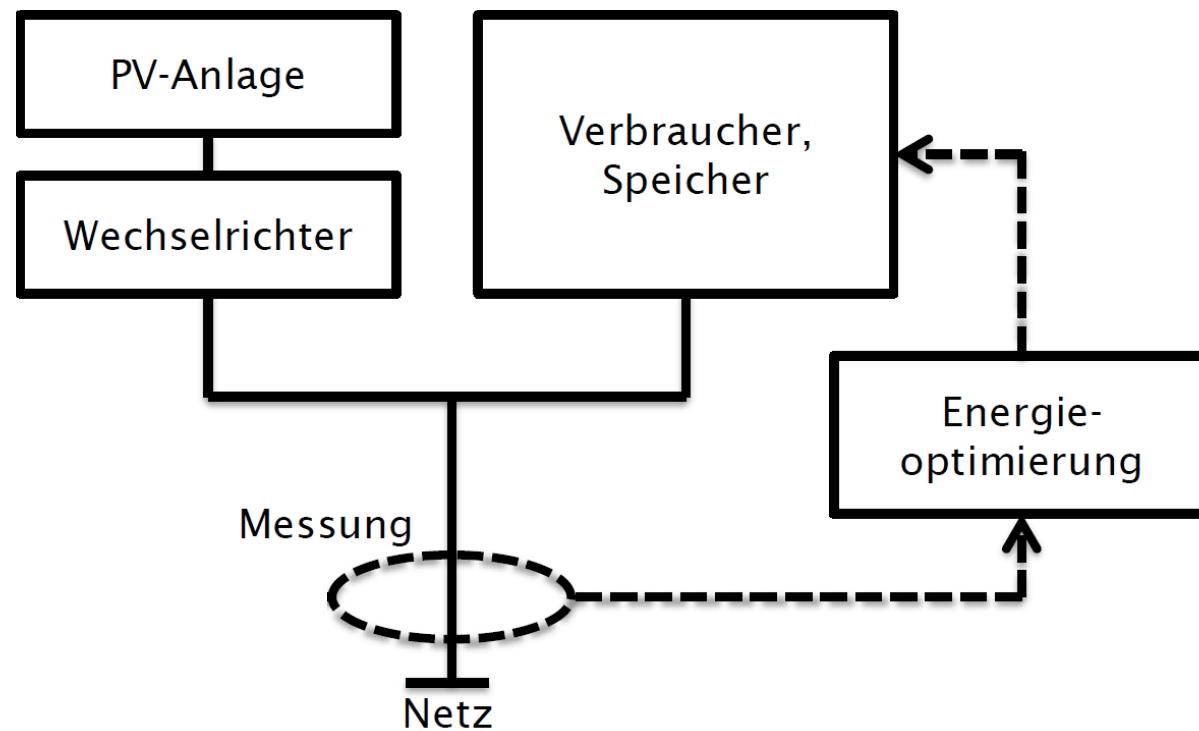 PV-Anlage
Wechselrichter
Verbraucher,
Speicher
Energie-
optimierung
Messung
Netz